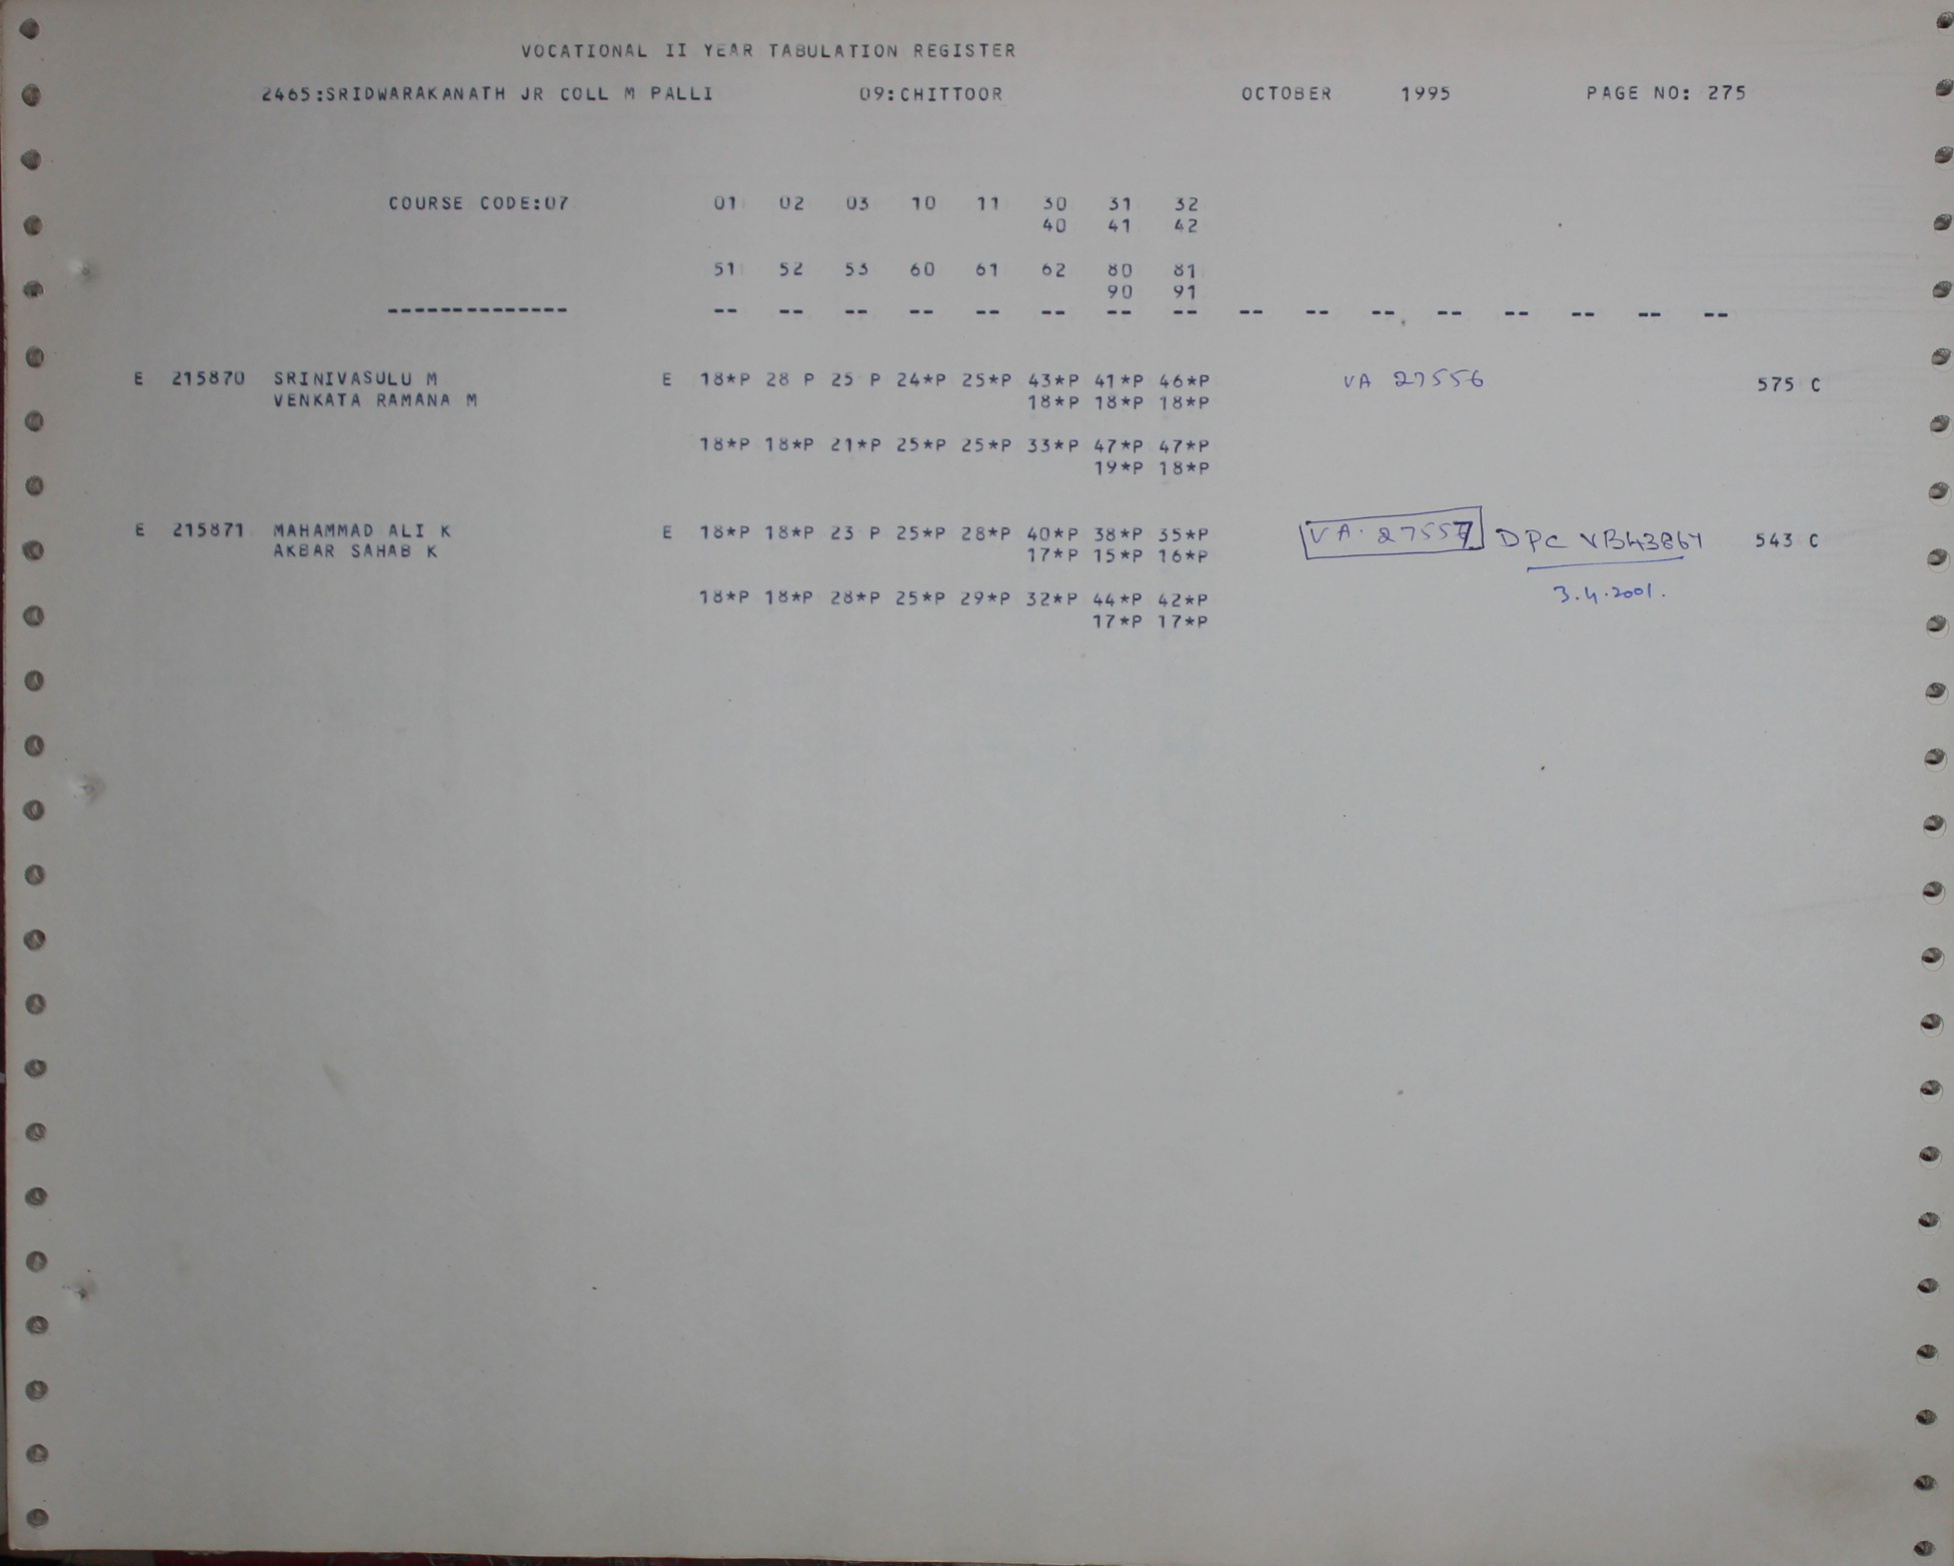 VOCATIONAL II YEAR TABULATION REGISTER
2465:SRIDWARAKANATH JR COLL M PALLI 09:CHITTOOR OCTOBER 1995 PAGE NO: 275
COURSE CODE:07 01 02 03 10 11 30 31 32
40 41 42
51 52 53 60 61 62 80 81
90 91
-------------- -- -- -- -- -- -- -- -- -- -- -- -- -- -- -- --
E 215870 SRINIVASULU M E 18*P 28 P 25 P 24*P 25*P 43*P 41*P 46*P VA 27556 575 C
VENKATA RAMANA M 18*P 18*P 18*P
18*P 18*P 21*P 25*P 25*P 33*P 47*P 47*P
19*P 18*P
E 215871 MAHAMMAD ALI K E 18*P 18*P 23 P 25*P 28*P 40*P 38*P 35*P VA. 27557 DPC VB43867 543 C
AKBAR SAHAB K 17*P 15*P 16*P
18*P 18*P 28*P 25*P 29*P 32*P 44*P 42*P 3.4.2001.
17*P 17*P